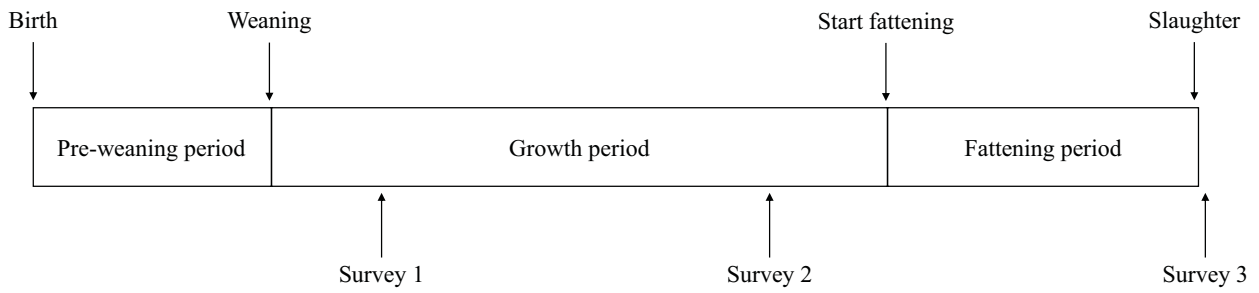 Birth
Weaning
Start fattening
Slaughter
Pre-weaning period
Growth period
Fattening period
Survey 1
Survey 2
Survey 3